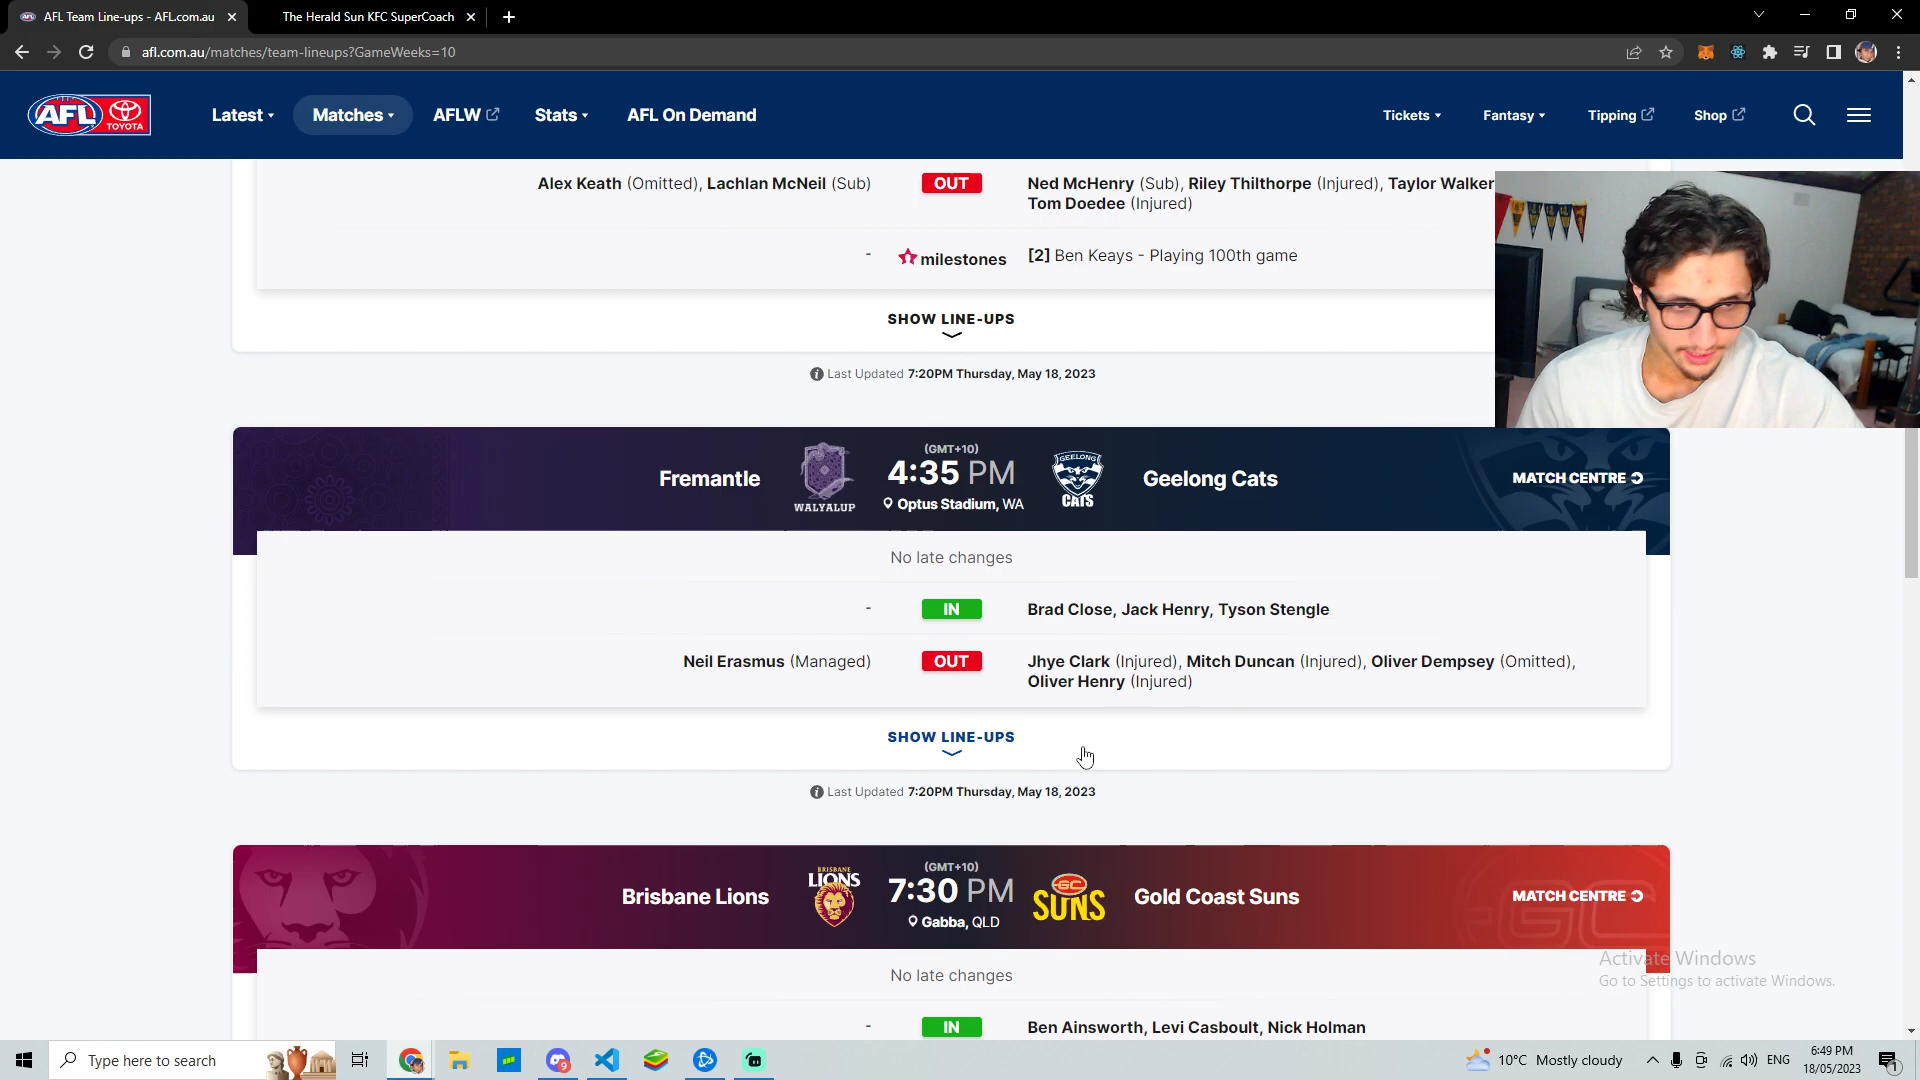 AFL Team Line-ups - AFL.com.au
The Herald Sun KFC SuperCoach
afl.com.au/matches/team-lineups?GameWeeks=10
AFL
TOYOTA
Latest
Matches
AFLW
Stats
AFL On Demand
Tickets
Fantasy
Tipping
Shop
Alex Keath (Omitted), Lachlan McNeil (Sub)
OUT
Ned McHenry (Sub), Riley Thilthorpe (Injured), Taylor Walker
Tom Doedee (Injured)
-
milestones
[2] Ben Keays - Playing 100th game
SHOW LINE-UPS
Last Updated 7:20PM Thursday, May 18, 2023
Fremantle
WALYALUP
(GMT+10)
4:35 PM
Optus Stadium, WA
GEELONG
CATS
Geelong Cats
MATCH CENTRE
No late changes
-
IN
Brad Close, Jack Henry, Tyson Stengle
Neil Erasmus (Managed)
OUT
Jhye Clark (Injured), Mitch Duncan (Injured), Oliver Dempsey (Omitted),
Oliver Henry (Injured)
SHOW LINE-UPS
Last Updated 7:20PM Thursday, May 18, 2023
Brisbane Lions
BRISBANE
LIONS
(GMT+10)
7:30 PM
Gabba, QLD
GC
SUNS
Gold Coast Suns
MATCH CENTRE
No late changes
-
IN
Ben Ainsworth, Levi Casboult, Nick Holman
Activate Windows
Go to Settings to activate Windows.
Type here to search
9
10°C Mostly cloudy
ENG
6:49 PM
18/05/2023
1